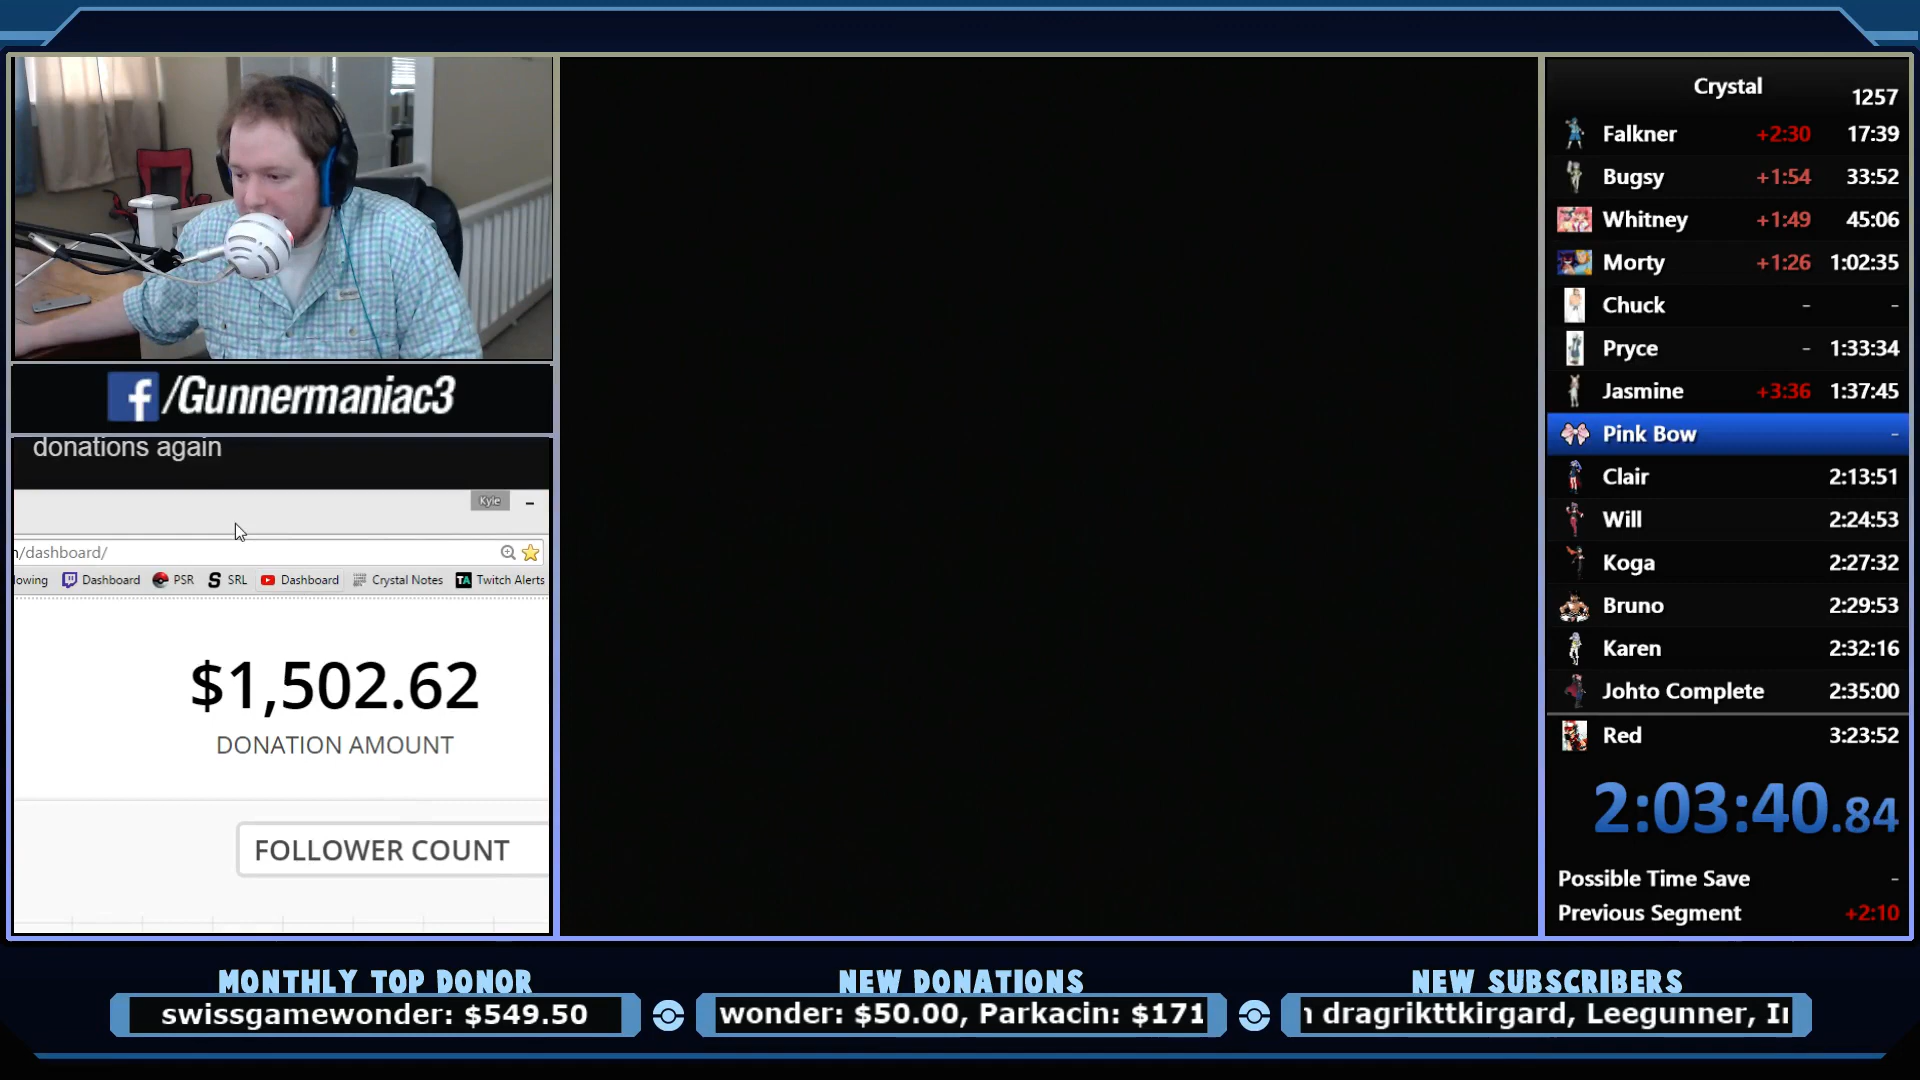 /Gunnermaniac3
donations again
Kyle
/dashboard/
owing Dashboard PSR SRL Dashboard Crystal Notes Twitch Alerts
$1,502.62
DONATION AMOUNT
FOLLOWER COUNT
Crystal
1257
Falkner +2:30 17:39
Bugsy +1:54 33:52
Whitney +1:49 45:06
Morty +1:26 1:02:35
Chuck - -
Pryce - 1:33:34
Jasmine +3:36 1:37:45
Pink Bow -
Clair 2:13:51
Will 2:24:53
Koga 2:27:32
Bruno 2:29:53
Karen 2:32:16
Johto Complete 2:35:00
Red 3:23:52
2:03:40.84
Possible Time Save -
Previous Segment +2:10
MONTHLY TOP DONOR
swissgamewonder: $549.50
NEW DONATIONS
wonder: $50.00, Parkacin: $171
NEW SUBSCRIBERS
dragrikttkirgard, Leegunner,